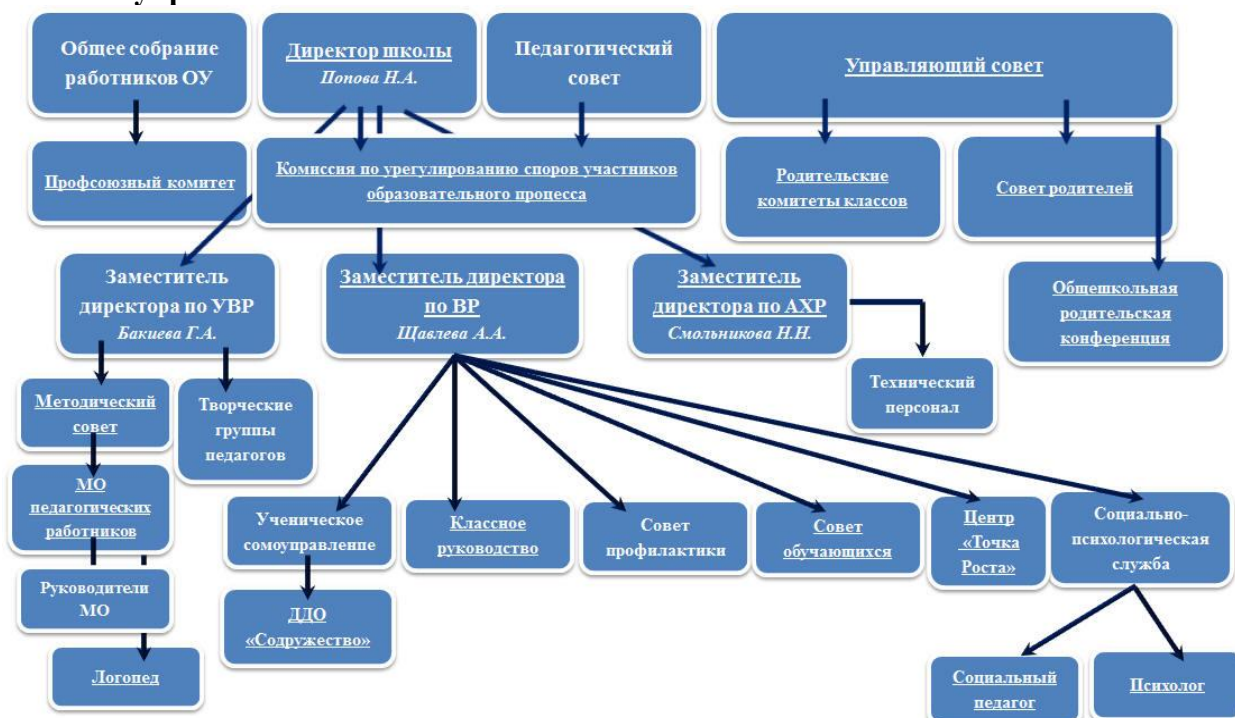 Общее собрание
работников ОУ
Директор школы
Попова Н.А.
Педагогический
совет
Управляющий совет
Профсоюзный комитет
Комиссия по урегулированию споров участников
образовательного процесса
Родительские
комитеты классов
Совет родителей
Заместитель
директора по УВР
Бакиева Г.А.
Заместитель директора
по ВР
Щавлева А.А.
Заместитель
директора по АХР
Смольникова Н.Н.
Общешкольная
родительская
конференция
Технический
персонал
Методический
совет
Творческие
группы
педагогов
МО
педагогических
работников
Руководители
МО
Логопед
Ученическое
сомоуправление
ДДО
«Содружество»
Классное
руководство
Совет
профилактики
Совет
обучающихся
Центр
«Точка
Роста»
Социально-
психологическая
служба
Социальный
педагог
Психолог